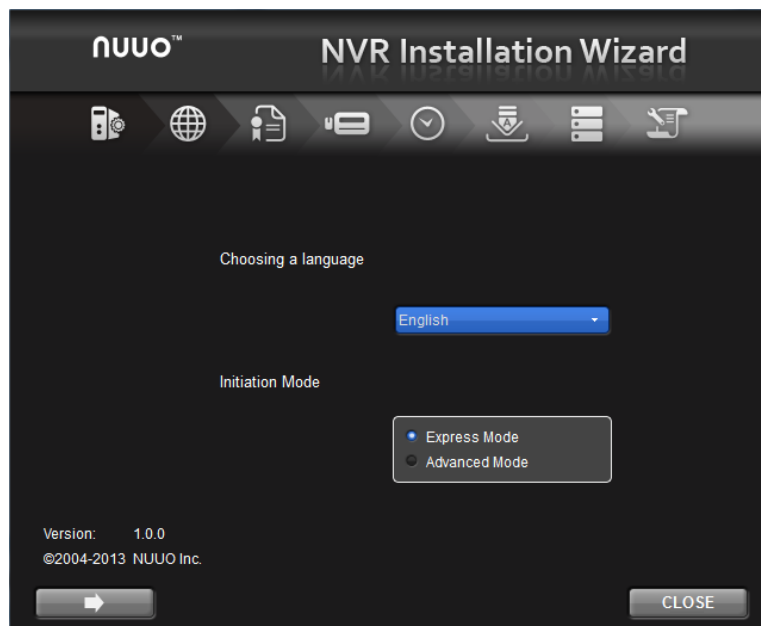 NUUO™
NVR Installation Wizard
Choosing a language
English
Initiation Mode
Express Mode
Advanced Mode
Version: 1.0.0
©2004-2013 NUUO Inc.
CLOSE